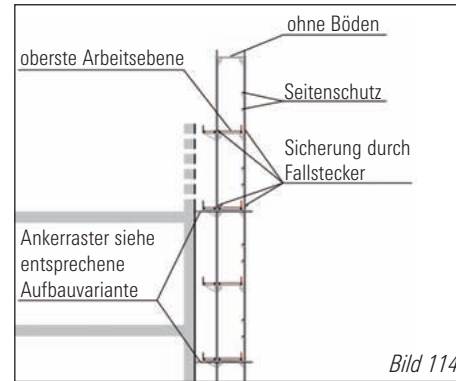 ohne Böden
oberste Arbeitsebene
Seitenschutz
Sicherung durch
Fallstecker
Ankerraster siehe
entsprechene
Aufbauvariante
Bild 114